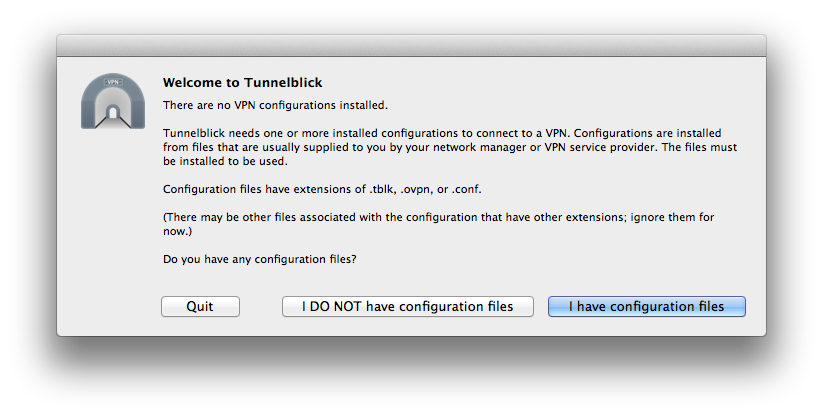 VPN
Welcome to Tunnelblick
There are no VPN configurations installed.
Tunnelblick needs one or more installed configurations to connect to a VPN. Configurations are installed
from files that are usually supplied to you by your network manager or VPN service provider. The files must
be installed to be used.
Configuration files have extensions of .tblk, .ovpn, or .conf.
(There may be other files associated with the configuration that have other extensions; ignore them for
now.)
Do you have any configuration files?
Quit
I DO NOT have configuration files
I have configuration files